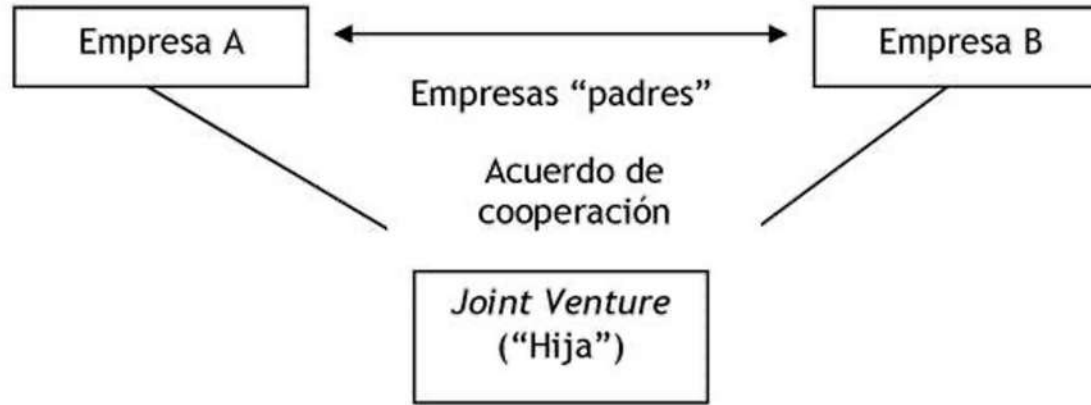 Empresa A
Empresa B
Empresas “padres”
Acuerdo de
cooperación
Joint Venture
(“Hija”)